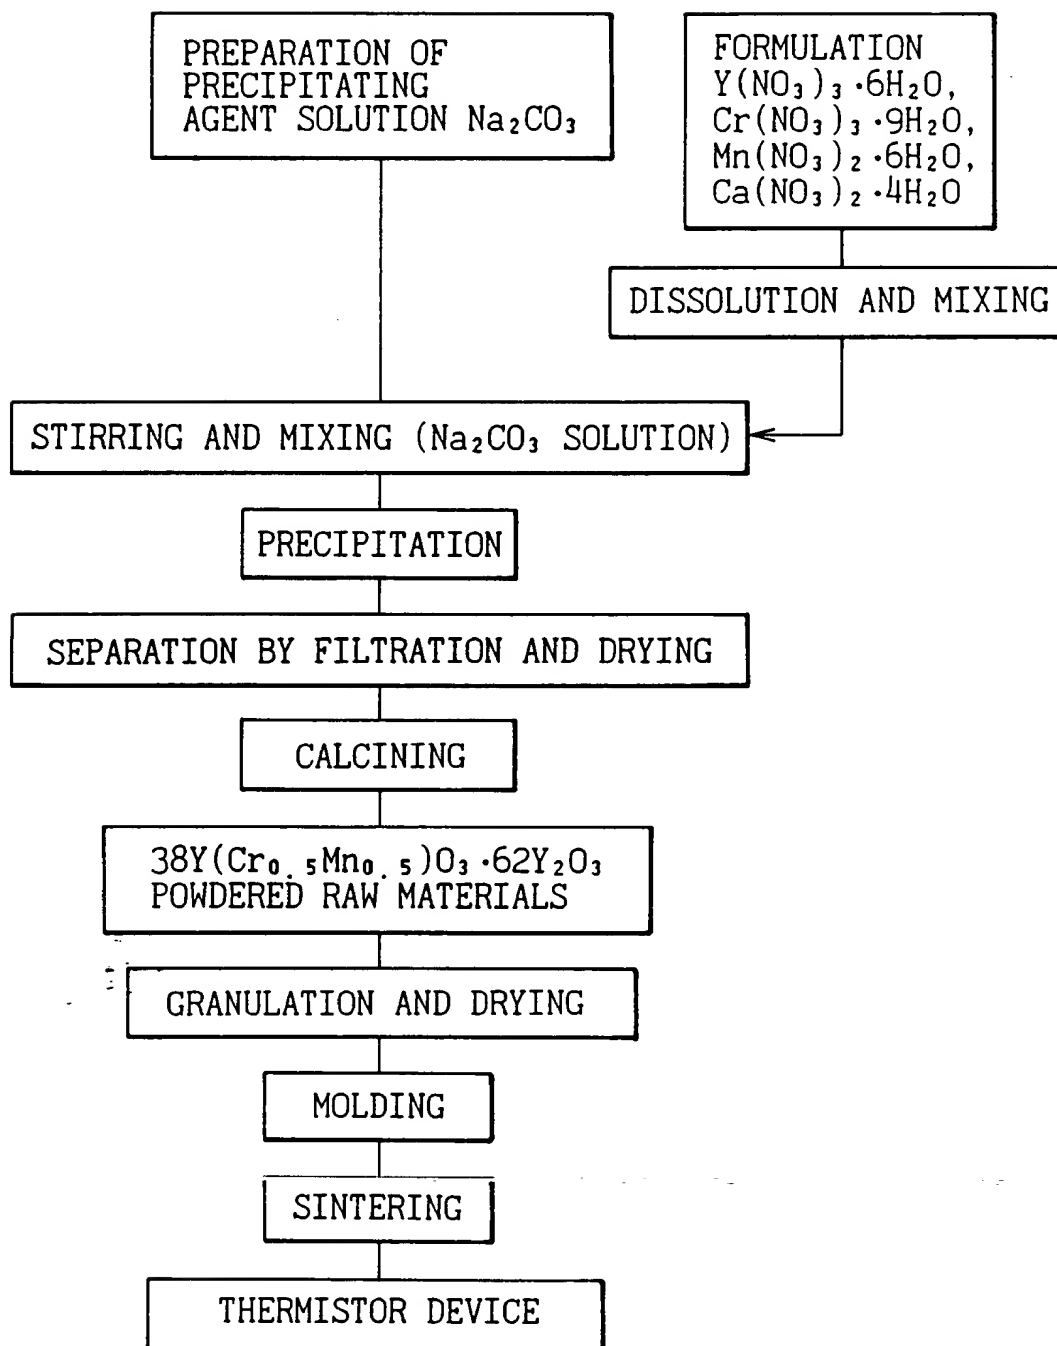 PREPARATION OF
PRECIPITATING
AGENT SOLUTION Na₂CO₃
FORMULATION
Y(NO₃)₃·6H₂O,
Cr(NO₃)₃·9H₂O,
Mn(NO₃)₂·6H₂O,
Ca(NO₃)₂·4H₂O
DISSOLUTION AND MIXING
STIRRING AND MIXING (Na₂CO₃ SOLUTION)
PRECIPITATION
SEPARATION BY FILTRATION AND DRYING
CALCINING
38Y(Cr₀.₅Mn₀.₅)O₃·62Y₂O₃
POWDERED RAW MATERIALS
GRANULATION AND DRYING
MOLDING
SINTERING
THERMISTOR DEVICE